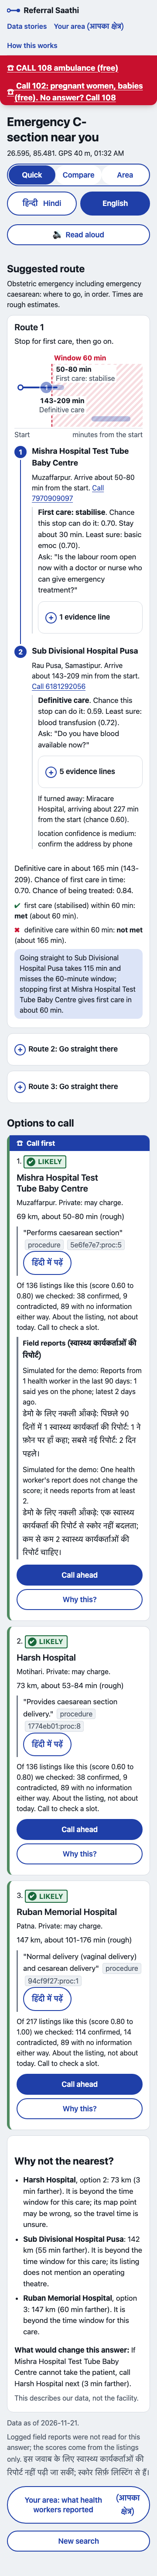 Referral Saathi
Data stories Your area (आपका क्षेत्र)
How this works
CALL 108 ambulance (free)
Call 102: pregnant women, babies
(free). No answer? Call 108
Emergency C-
section near you
26.595, 85.481. GPS 40 m, 01:32 AM
Quick Compare Area
हिन्दी Hindi English
Read aloud
Suggested route
Obstetric emergency including emergency
caesarean: where to go, in order. Times are
rough estimates.
Route 1
Stop for first care, then go on.
Window 60 min
50-80 min
First care: stabilise
1
143-209 min
Definitive care
Start minutes from the start
1 Mishra Hospital Test Tube
Baby Centre
Muzaffarpur. Arrive about 50-80
min from the start. Call
7970909097
First care: stabilise. Chance
this stop can do it: 0.70. Stay
about 30 min. Least sure: basic
emoc (0.70).
Ask: "Is the labour room open
now with a doctor or nurse who
can give emergency
treatment?"
1 evidence line
2 Sub Divisional Hospital Pusa
Rau Pusa, Samastipur. Arrive
about 143-209 min from the start.
Call 6181292056
Definitive care. Chance this
stop can do it: 0.59. Least sure:
blood transfusion (0.72).
Ask: "Do you have blood
available now?"
5 evidence lines
If turned away: Miracare
Hospital, arriving about 227 min
from the start (chance 0.60).
location confidence is medium:
confirm the address by phone
Definitive care in about 165 min (143-
209). Chance of first care in time:
0.70. Chance of being treated: 0.84.
first care (stabilised) within 60 min:
met (about 60 min).
definitive care within 60 min: not met
(about 165 min).
Going straight to Sub Divisional
Hospital Pusa takes 115 min and
misses the 60-minute window;
stopping first at Mishra Hospital Test
Tube Baby Centre gives first care in
about 60 min.
Route 2: Go straight there
Route 3: Go straight there
Options to call
Call first
1. LIKELY
Mishra Hospital Test
Tube Baby Centre
Muzaffarpur. Private: may charge.
69 km, about 50-80 min (rough)
"Performs caesarean section"
procedure 5e6fe7e7:proc:5
हिंदी में पढ़ें
Of 136 listings like this (score 0.60 to
0.80) we checked: 38 confirmed, 9
contradicted, 89 with no information
either way. About the listing, not about
today. Call to check a slot.
Field reports (स्वास्थ्य कार्यकर्ताओं की
रिपोर्ट)
Simulated for the demo: Reports from
1 health worker in the last 90 days: 1
said yes on the phone; latest 2 days
ago.
डेमो के लिए नकली आँकड़े: पिछले 90
दिनों में 1 स्वास्थ्य कार्यकर्ता की रिपोर्ट: 1 ने
फ़ोन पर हाँ कहा; सबसे नई रिपोर्ट: 2 दिन
पहले।
Simulated for the demo: One health
worker's report does not change the
score; it needs reports from at least
2.
डेमो के लिए नकली आँकड़े: एक स्वास्थ्य
कार्यकर्ता की रिपोर्ट से स्कोर नहीं बदलता;
कम से कम 2 स्वास्थ्य कार्यकर्ताओं की
रिपोर्ट चाहिए।
Call ahead
Why this?
2. LIKELY
Harsh Hospital
Motihari. Private: may charge.
73 km, about 53-84 min (rough)
"Provides caesarean section
delivery." procedure
1774eb01:proc:8
हिंदी में पढ़ें
Of 136 listings like this (score 0.60 to
0.80) we checked: 38 confirmed, 9
contradicted, 89 with no information
either way. About the listing, not about
today. Call to check a slot.
Call ahead
Why this?
3. LIKELY
Ruban Memorial Hospital
Patna. Private: may charge.
147 km, about 101-176 min (rough)
"Normal delivery (vaginal delivery)
and cesarean delivery" procedure
94cf9f27:proc:1
हिंदी में पढ़ें
Of 217 listings like this (score 0.80 to
1.00) we checked: 114 confirmed, 14
contradicted, 89 with no information
either way. About the listing, not about
today. Call to check a slot.
Call ahead
Why this?
Why not the nearest?
Harsh Hospital, option 2: 73 km (3
min farther). It is beyond the time
window for this care; its map point
may be wrong, so the travel time is
unsure.
Sub Divisional Hospital Pusa: 142
km (55 min farther). It is beyond the
time window for this care; its listing
does not mention an operating
theatre.
Ruban Memorial Hospital, option
3: 147 km (60 min farther). It is
beyond the time window for this
care.
What would change this answer: If
Mishra Hospital Test Tube Baby
Centre cannot take the patient, call
Harsh Hospital next (3 min farther).
This describes our data, not the facility.
Data as of 2026-11-21.
Logged field reports were not read for this
answer; the scores come from the listings
only. इस जवाब के लिए स्वास्थ्य कार्यकर्ताओं की
रिपोर्ट नहीं पढ़ी जा सकीं; स्कोर सिर्फ़ लिस्टिंग से हैं।
Your area: what health workers reported (आपका क्षेत्र)
New search